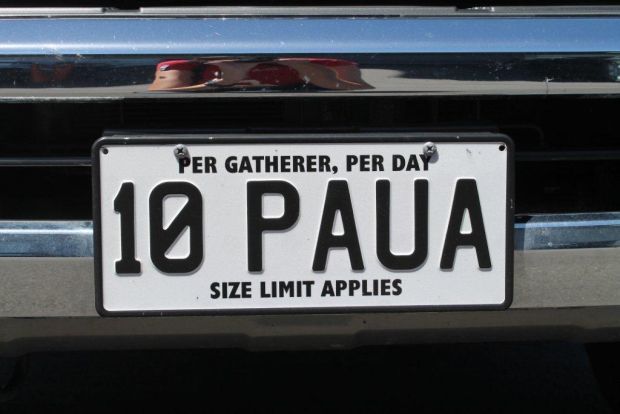 PER GATHERER, PER DAY
10 PAUA
SIZE LIMIT APPLIES